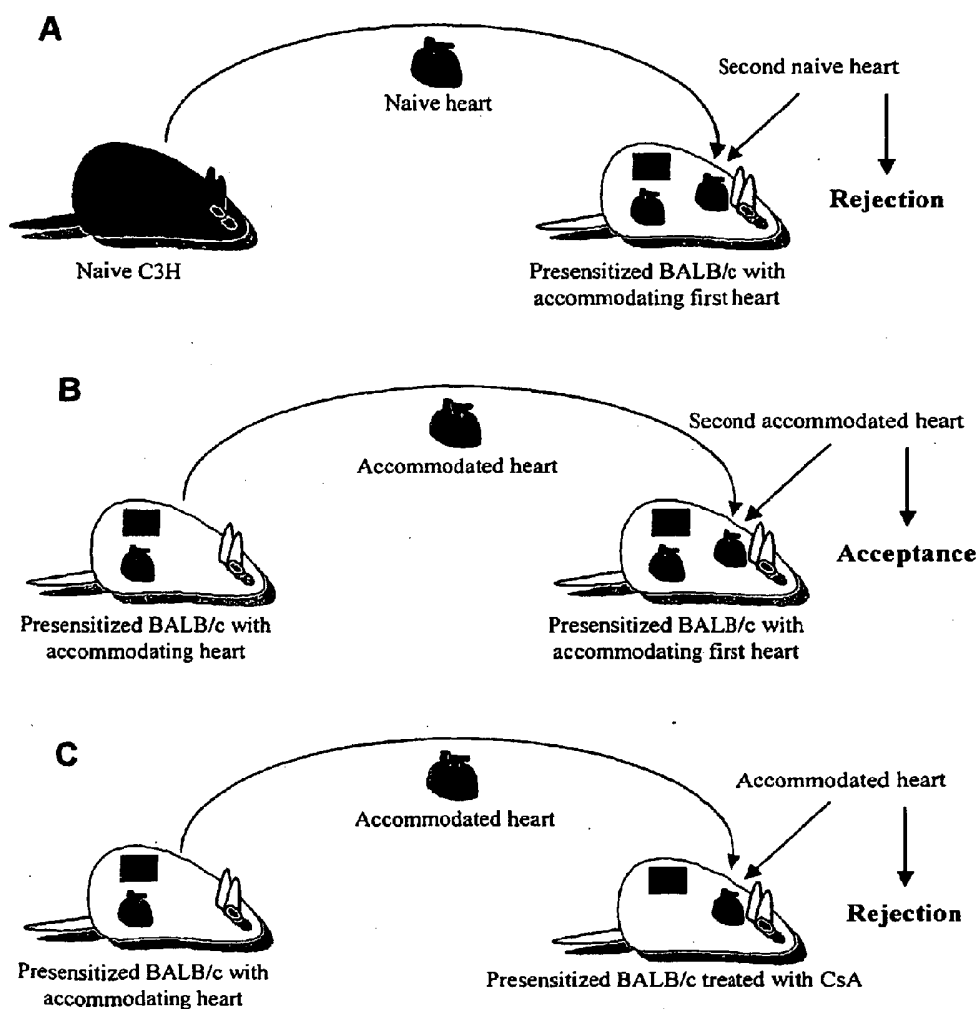 A
Second naive heart
Naive heart
Rejection
Naive C3H
Presensitized BALB/c with
accommodating first heart
B
Second accommodated heart
Accommodated heart
Acceptance
Presensitized BALB/c with
accommodating heart
Presensitized BALB/c with
accommodating first heart
C
Accommodated heart
Accommodated heart
Rejection
Presensitized BALB/c with
accommodating heart
Presensitized BALB/c treated with CsA